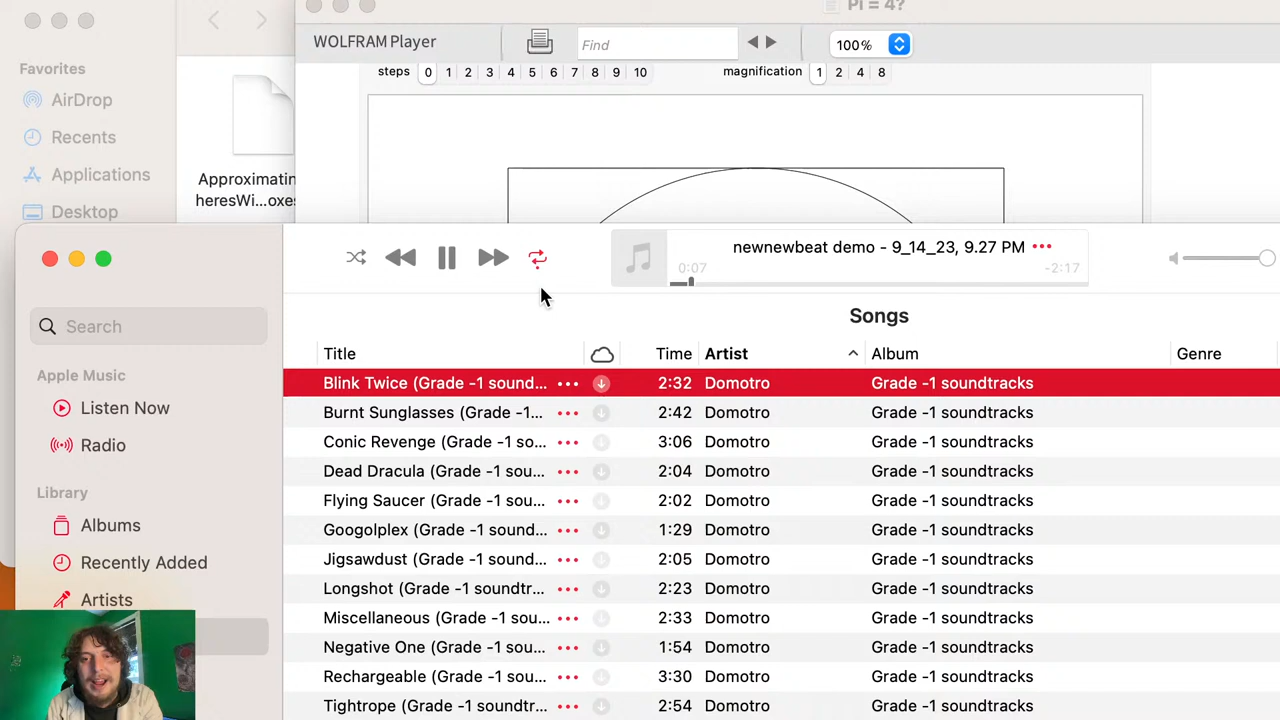 Pi = 4?
WOLFRAM Player
Find
100%
steps 0 1 2 3 4 5 6 7 8 9 10
magnification 1 2 4 8
Favorites
AirDrop
Recents
Applications
Desktop
Approximatin
heresWi...oxes
newnewbeat demo - 9_14_23, 9.27 PM
0:07
-2:17
Search
Apple Music
Listen Now
Radio
Library
Albums
Recently Added
Artists
Songs
Title Time Artist Album Genre
Blink Twice (Grade -1 sound... 2:32 Domotro Grade -1 soundtracks
Burnt Sunglasses (Grade -1... 2:42 Domotro Grade -1 soundtracks
Conic Revenge (Grade -1 so... 3:06 Domotro Grade -1 soundtracks
Dead Dracula (Grade -1 sou... 2:04 Domotro Grade -1 soundtracks
Flying Saucer (Grade -1 sou... 2:02 Domotro Grade -1 soundtracks
Googolplex (Grade -1 sound... 1:29 Domotro Grade -1 soundtracks
Jigsawdust (Grade -1 sound... 2:05 Domotro Grade -1 soundtracks
Longshot (Grade -1 soundtr... 2:23 Domotro Grade -1 soundtracks
Miscellaneous (Grade -1 so... 2:33 Domotro Grade -1 soundtracks
Negative One (Grade -1 sou... 1:54 Domotro Grade -1 soundtracks
Rechargeable (Grade -1 sou... 3:30 Domotro Grade -1 soundtracks
Tightrope (Grade -1 soundtr... 2:54 Domotro Grade -1 soundtracks